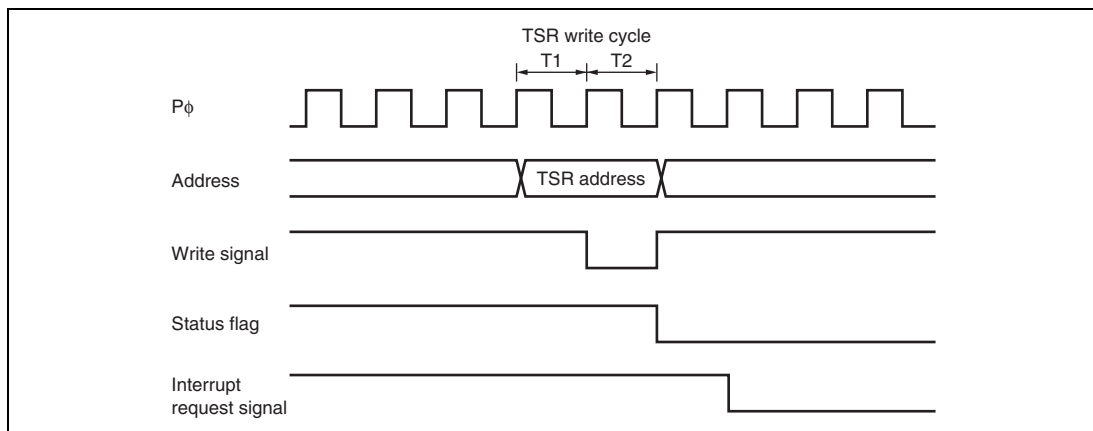 TSR write cycle
T1 T2
Pϕ
Address
TSR address
Write signal
Status flag
Interrupt
request signal